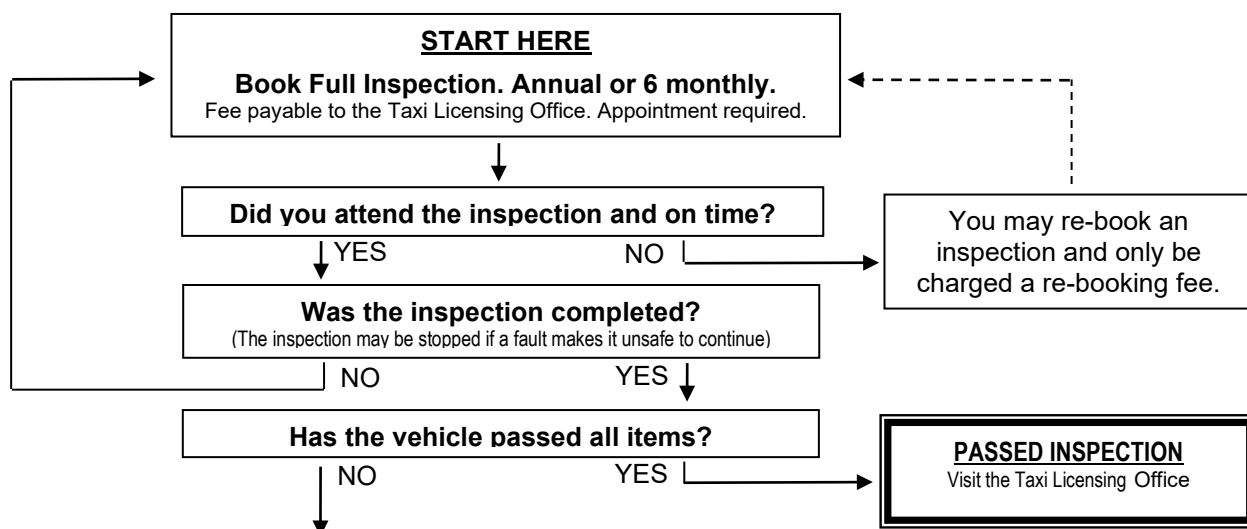 START HERE
Book Full Inspection. Annual or 6 monthly.
Fee payable to the Taxi Licensing Office. Appointment required.
Did you attend the inspection and on time?
YES
NO
You may re-book an
inspection and only be
charged a re-booking fee.
Was the inspection completed?
(The inspection may be stopped if a fault makes it unsafe to continue)
NO
YES
Has the vehicle passed all items?
NO
YES
PASSED INSPECTION
Visit the Taxi Licensing Office